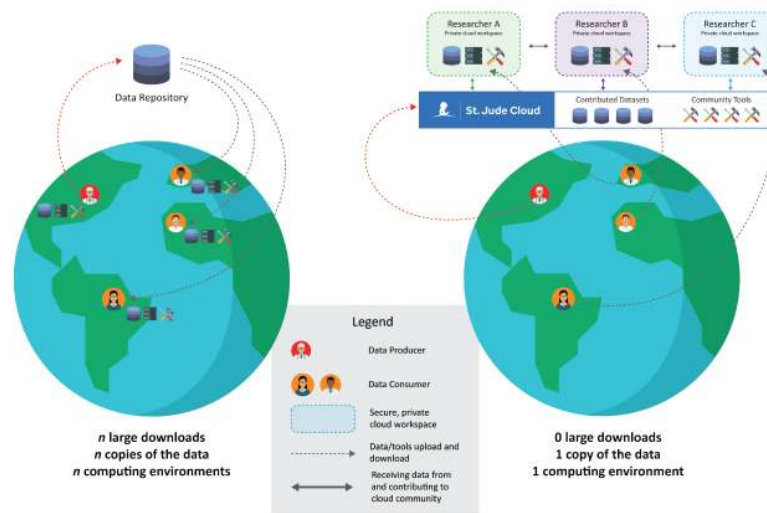 Researcher A
Private cloud workspace
Researcher B
Private cloud workspace
Researcher C
Private cloud workspace
Data Repository
St. Jude Cloud
Contributed Datasets
Community Tools
Legend
Data Producer
Data Consumer
Secure, private
cloud workspace
Data/tools upload and
download
Receiving data from
and contributing to
cloud community
n large downloads
n copies of the data
n computing environments
0 large downloads
1 copy of the data
1 computing environment